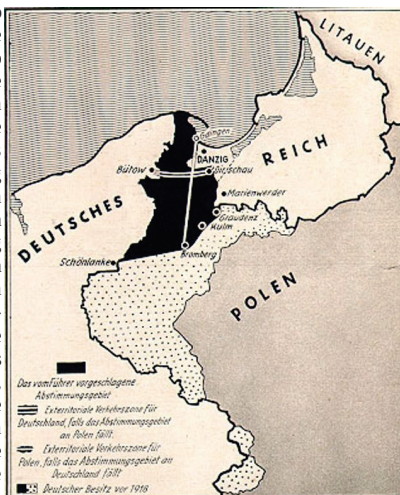 LITAUEN
Gdingen
DANZIG
REICH
Bütow
Dirschau
Marienwerder
DEUTSCHES
Graudenz
Kulm
Bromberg
Schönlanke
POLEN
Das vom Führer vorgeschlagene
Abstimmungsgebiet
Exterritoriale Verkehrszone für
Deutschland, falls das Abstimmungsgebiet
an Polen fällt.
Exterritoriale Verkehrszone für
Polen, falls das Abstimmungsgebiet an
Deutschland fällt
Deutscher Besitz vor 1918